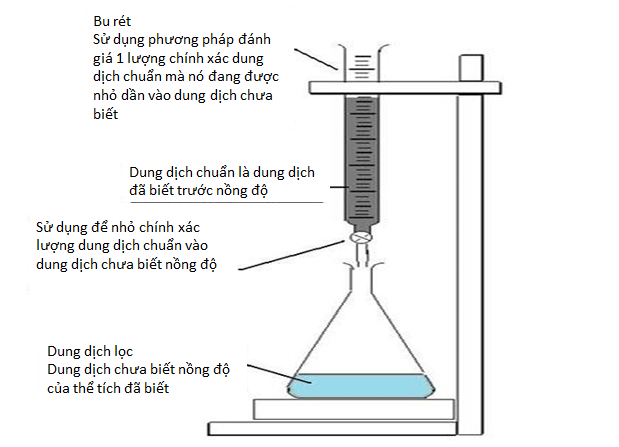 Bu rét
Sử dụng phương pháp đánh
giá 1 lượng chính xác dung
dịch chuẩn mà nó đang được
nhỏ dần vào dung dịch chưa
biết
Dung dịch chuẩn là dung dịch
đã biết trước nồng độ
Sử dụng để nhỏ chính xác
lượng dung dịch chuẩn vào
dung dịch chưa biết nồng độ
Dung dịch lọc
Dung dịch chưa biết nồng độ
của thể tích đã biết